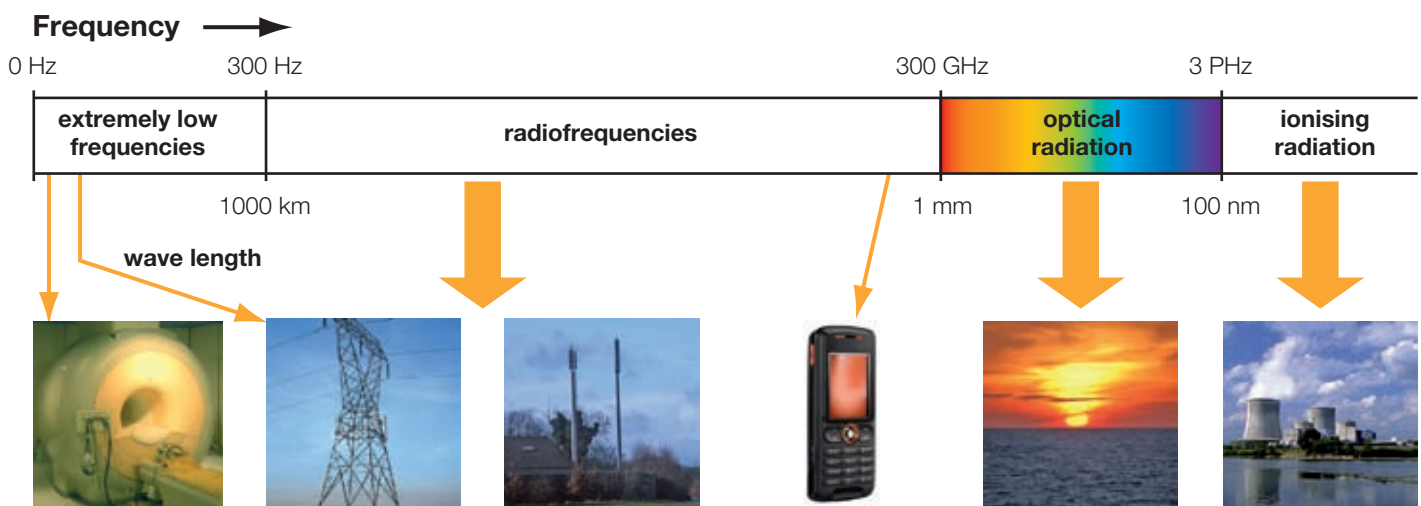 Frequency
0 Hz
300 Hz
300 GHz
3 PHz
extremely low
frequencies
radiofrequencies
optical
radiation
ionising
radiation
1000 km
1 mm
100 nm
wave length